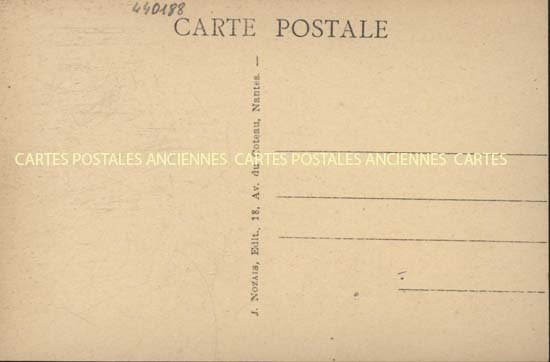 440188
CARTE POSTALE
CARTES POSTALES ANCIENNES CARTES POSTALES ANCIENNES CARTES
J. NOZAIS, Edit., 18, Av. du Coteau, Nantes. —